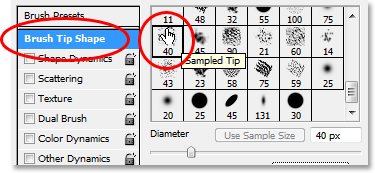 Brush Presets
Brush Tip Shape
Shape Dynamics
Scattering
Texture
Dual Brush
Color Dynamics
Other Dynamics
11 48 32 55 100 75
40 45 90 21 60 14
Sampled Tip
43 23 58 75 59 25
20 25 45 131 30
Diameter Use Sample Size 40 px